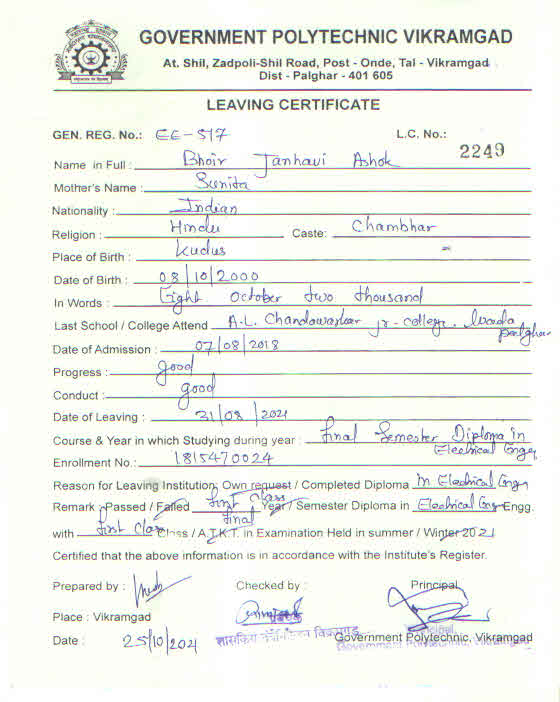 GOVERNMENT POLYTECHNIC VIKRAMGAD
At. Shil, Zadpoli-Shil Road, Post - Onde, Tal - Vikramgad
Dist - Palghar - 401 605
LEAVING CERTIFICATE
GEN. REG. No.: EE-517 L.C. No.: 2249
Name in Full : Bhoir Janhavi Ashok
Mother's Name : Sunita
Nationality : Indian
Religion : Hindu Caste: Chambhar
Place of Birth : Kudus
Date of Birth : 08/10/2000
In Words : Eight October two thousand
Last School / College Attend A.L. Chandawarkar jr-college. Wada palghar
Date of Admission : 07/08/2018
Progress : good
Conduct : good
Date of Leaving : 31/08/2021
Course & Year in which Studying during year : final Semester Diploma in
Electrical Engg
Enrollment No.: 1815470024
Reason for Leaving Institution: Own request / Completed Diploma in Electrical Engg
Remark : Passed / Failed first class final Year / Semester Diploma in Electrical Engg Engg.
with first Class Class / A.T.K.T. in Examination Held in summer / Winter 2021
Certified that the above information is in accordance with the Institute's Register.
Prepared by : Checked by : Principal
Place : Vikramgad
Date : 25/10/2021 Government Polytechnic, Vikramgad